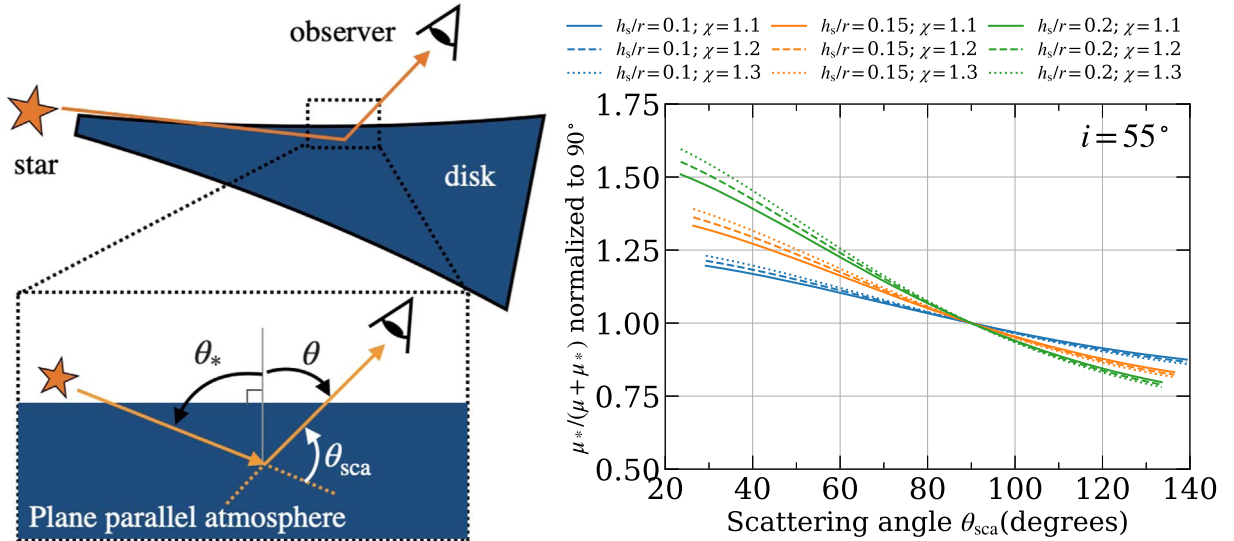 observer
star
disk
θ* θ
θsca
Plane parallel atmosphere
hs/r = 0.1; χ = 1.1 hs/r = 0.15; χ = 1.1 hs/r = 0.2; χ = 1.1
hs/r = 0.1; χ = 1.2 hs/r = 0.15; χ = 1.2 hs/r = 0.2; χ = 1.2
hs/r = 0.1; χ = 1.3 hs/r = 0.15; χ = 1.3 hs/r = 0.2; χ = 1.3
i = 55°
μ*/(μ + μ*) normalized to 90°
1.75
1.50
1.25
1.00
0.75
0.50
20 40 60 80 100 120 140
Scattering angle θsca(degrees)